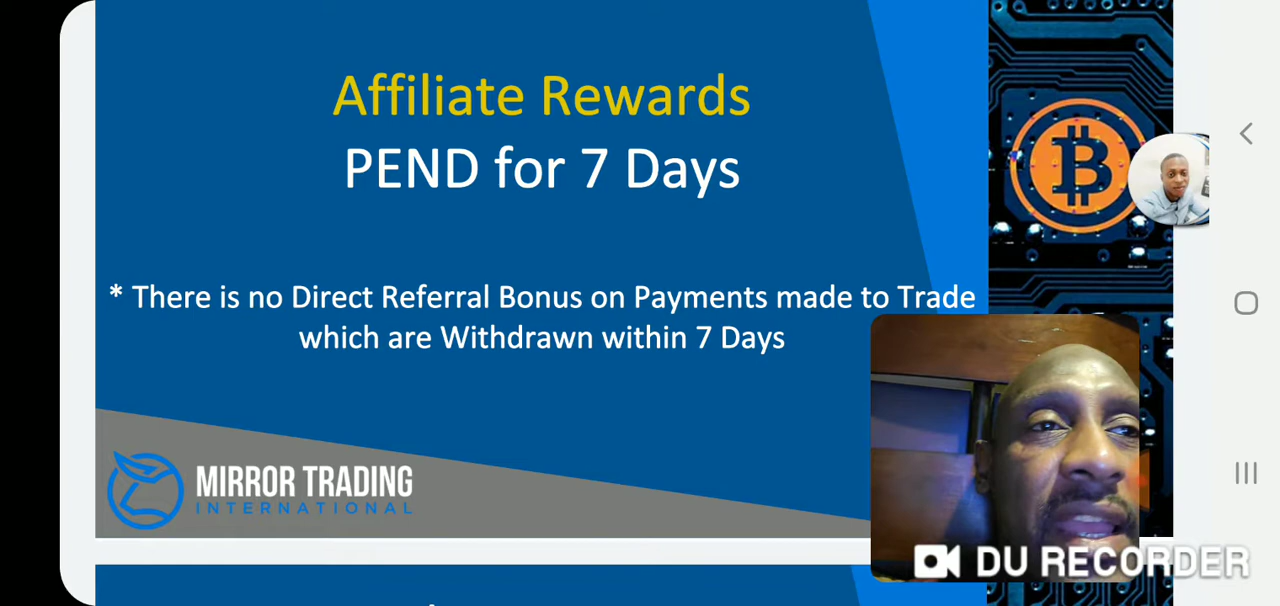 Affiliate Rewards
PEND for 7 Days
* There is no Direct Referral Bonus on Payments made to Trade
which are Withdrawn within 7 Days
MIRROR TRADING
INTERNATIONAL
DU RECORDER